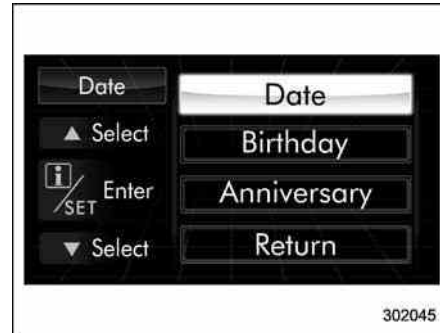 Date
▲ Select
i/SET Enter
▼ Select
Date
Birthday
Anniversary
Return
302045